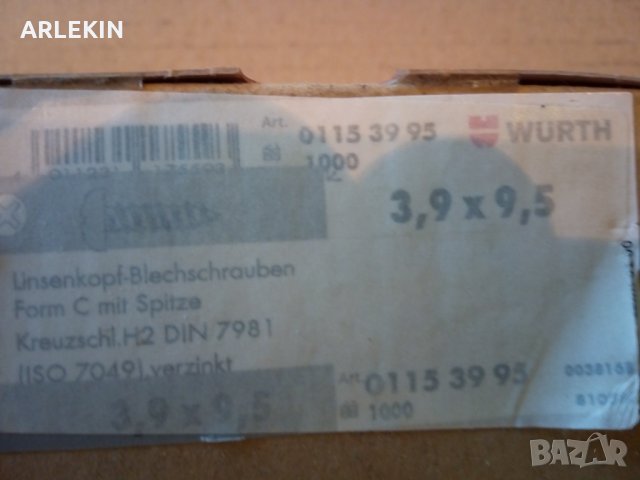 ARLEKIN
Art. 0115 39 95
WÜRTH
1000
3,9 x 9,5
Linsenkopf-Blechschrauben
Form C mit Spitze
Kreuzschl.H2 DIN 7981
(ISO 7049),verzinkt
Art. 0115 39 95
1000
3,9 x 9,5
BAZAR